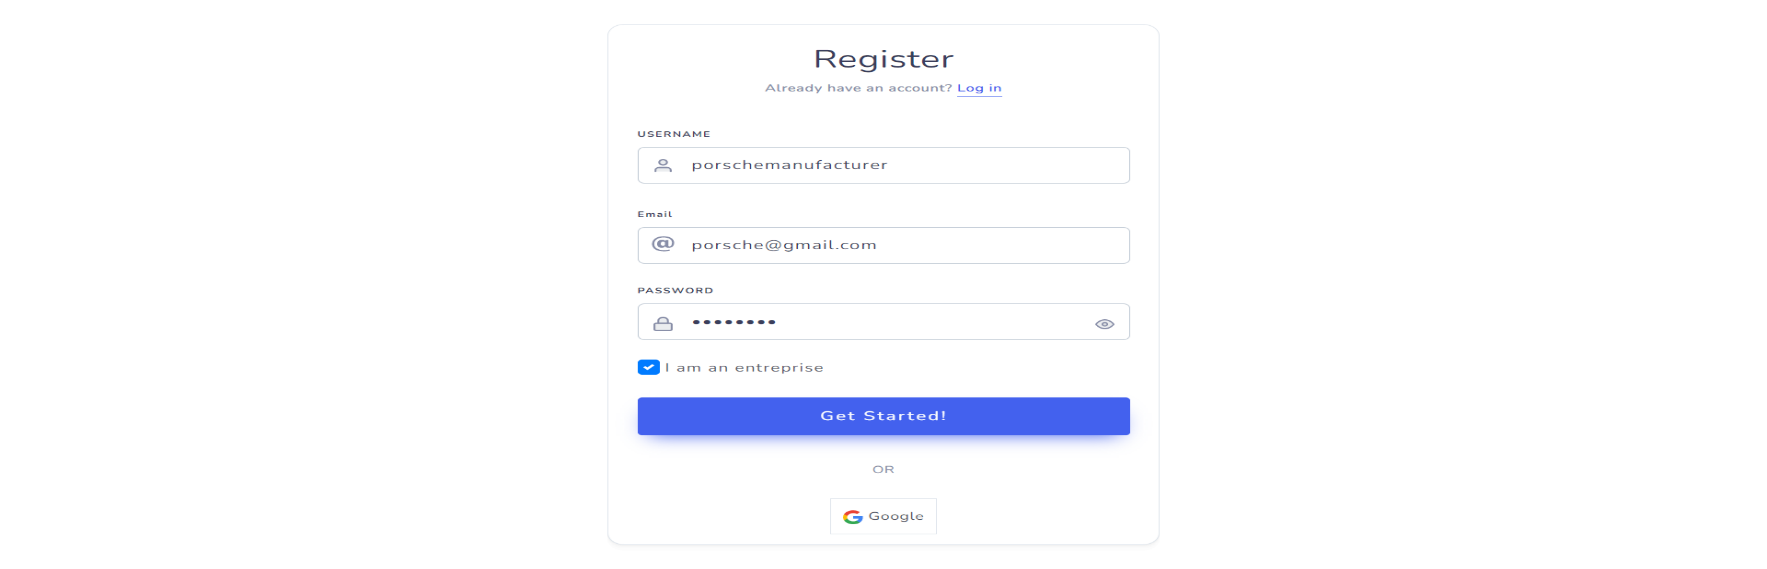 Register
Already have an account? Log in
USERNAME
porschemanufacturer
Email
@ porsche@gmail.com
PASSWORD
••••••••
I am an entreprise
Get Started!
OR
Google